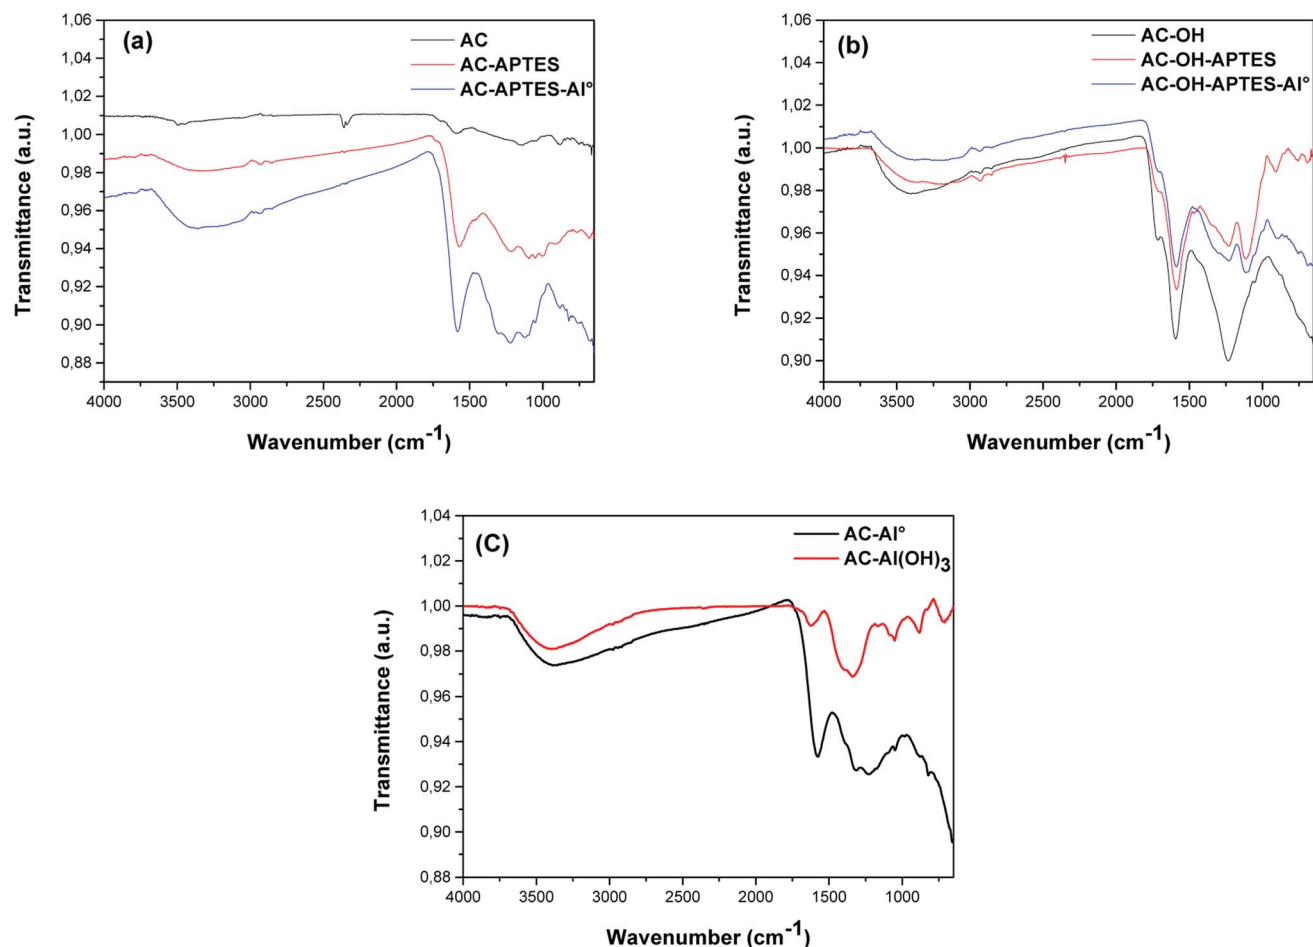 (a)
AC
AC-APTES
AC-APTES-Al°
1,06
1,04
1,02
1,00
0,98
0,96
0,94
0,92
0,90
0,88
Transmittance (a.u.)
4000 3500 3000 2500 2000 1500 1000
Wavenumber (cm-1)
(b)
AC-OH
AC-OH-APTES
AC-OH-APTES-Al°
1,06
1,04
1,02
1,00
0,98
0,96
0,94
0,92
0,90
Transmittance (a.u.)
4000 3500 3000 2500 2000 1500 1000
Wavenumber (cm-1)
(C)
AC-Al°
AC-Al(OH)3
1,04
1,02
1,00
0,98
0,96
0,94
0,92
0,90
0,88
Transmittance (a.u.)
4000 3500 3000 2500 2000 1500 1000
Wavenumber (cm-1)